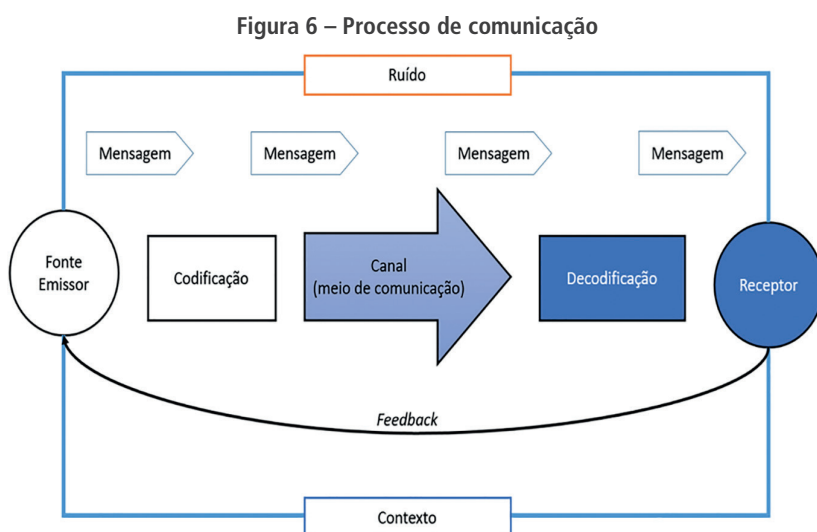 Figura 6 – Processo de comunicação
Ruído
Mensagem
Mensagem
Mensagem
Mensagem
Fonte
Emissor
Codificação
Canal
(meio de comunicação)
Decodificação
Receptor
Feedback
Contexto